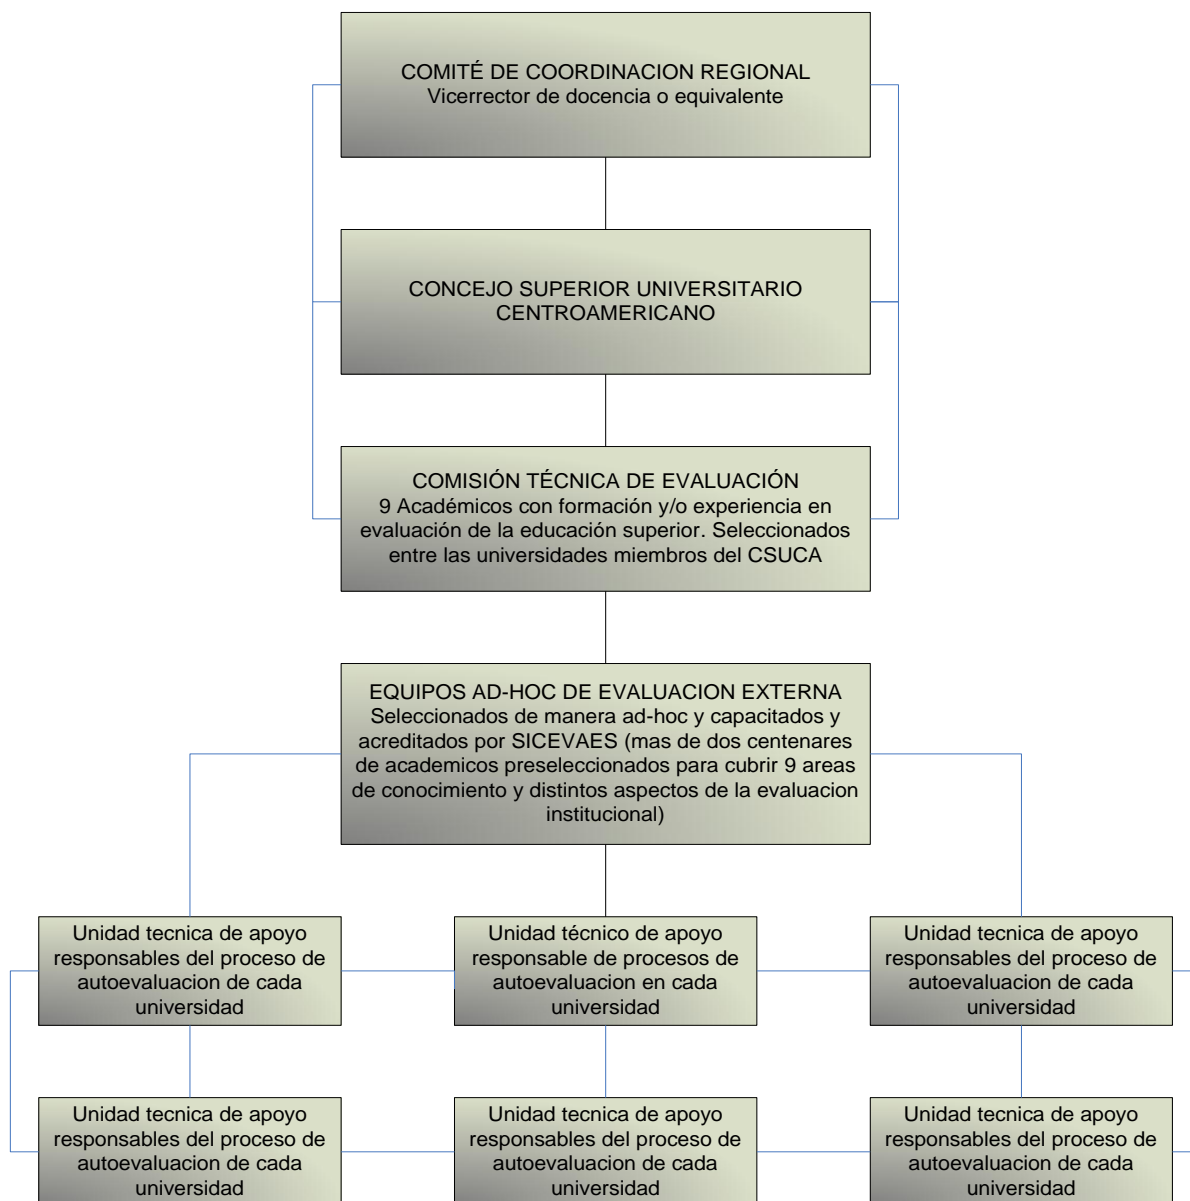 COMITÉ DE COORDINACION REGIONAL
Vicerrector de docencia o equivalente
CONCEJO SUPERIOR UNIVERSITARIO
CENTROAMERICANO
COMISIÓN TÉCNICA DE EVALUACIÓN
9 Académicos con formación y/o experiencia en
evaluación de la educación superior. Seleccionados
entre las universidades miembros del CSUCA
EQUIPOS AD-HOC DE EVALUACION EXTERNA
Seleccionados de manera ad-hoc y capacitados y
acreditados por SICEVAES (mas de dos centenares
de academicos preseleccionados para cubrir 9 areas
de conocimiento y distintos aspectos de la evaluacion
institucional)
Unidad tecnica de apoyo
responsables del proceso de
autoevaluacion de cada
universidad
Unidad técnico de apoyo
responsable de procesos de
autoevaluacion en cada
universidad
Unidad tecnica de apoyo
responsables del proceso de
autoevaluacion de cada
universidad
Unidad tecnica de apoyo
responsables del proceso de
autoevaluacion de cada
universidad
Unidad tecnica de apoyo
responsables del proceso de
autoevaluacion de cada
universidad
Unidad tecnica de apoyo
responsables del proceso de
autoevaluacion de cada
universidad